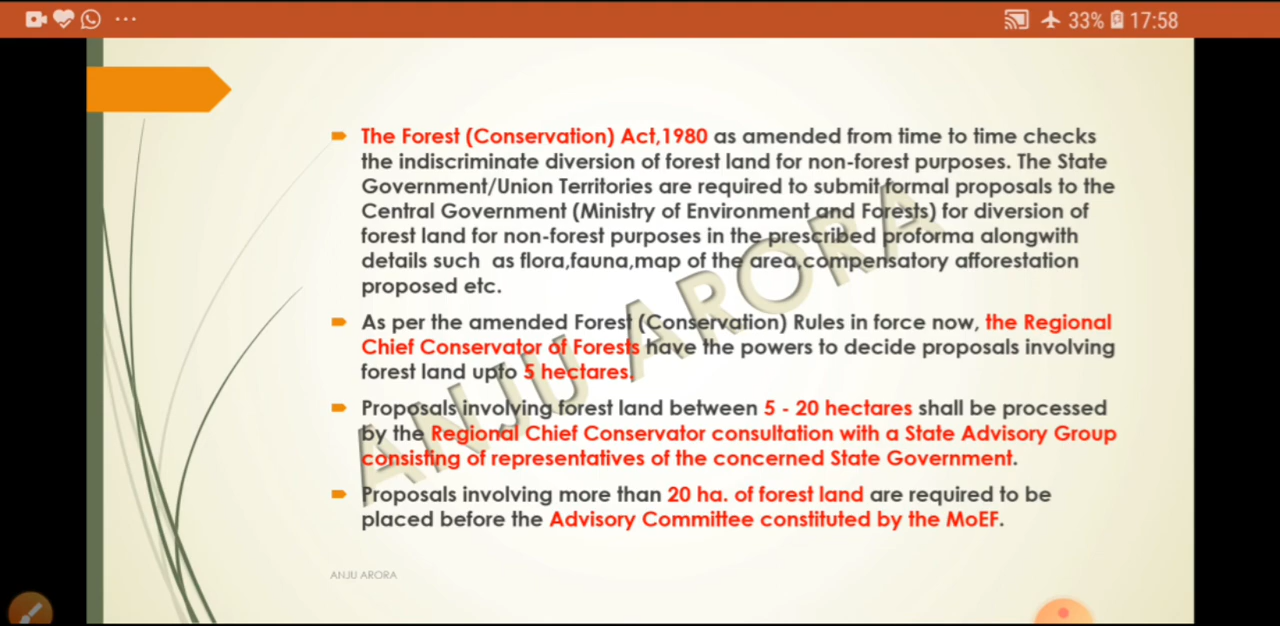 33% 17:58
The Forest (Conservation) Act,1980 as amended from time to time checks
the indiscriminate diversion of forest land for non-forest purposes. The State
Government/Union Territories are required to submit formal proposals to the
Central Government (Ministry of Environment and Forests) for diversion of
forest land for non-forest purposes in the prescribed proforma alongwith
details such as flora,fauna,map of the area,compensatory afforestation
proposed etc.
As per the amended Forest (Conservation) Rules in force now, the Regional
Chief Conservator of Forests have the powers to decide proposals involving
forest land upto 5 hectares.
Proposals involving forest land between 5 - 20 hectares shall be processed
by the Regional Chief Conservator consultation with a State Advisory Group
consisting of representatives of the concerned State Government.
Proposals involving more than 20 ha. of forest land are required to be
placed before the Advisory Committee constituted by the MoEF.
ANJU ARORA
ANJU ARORA